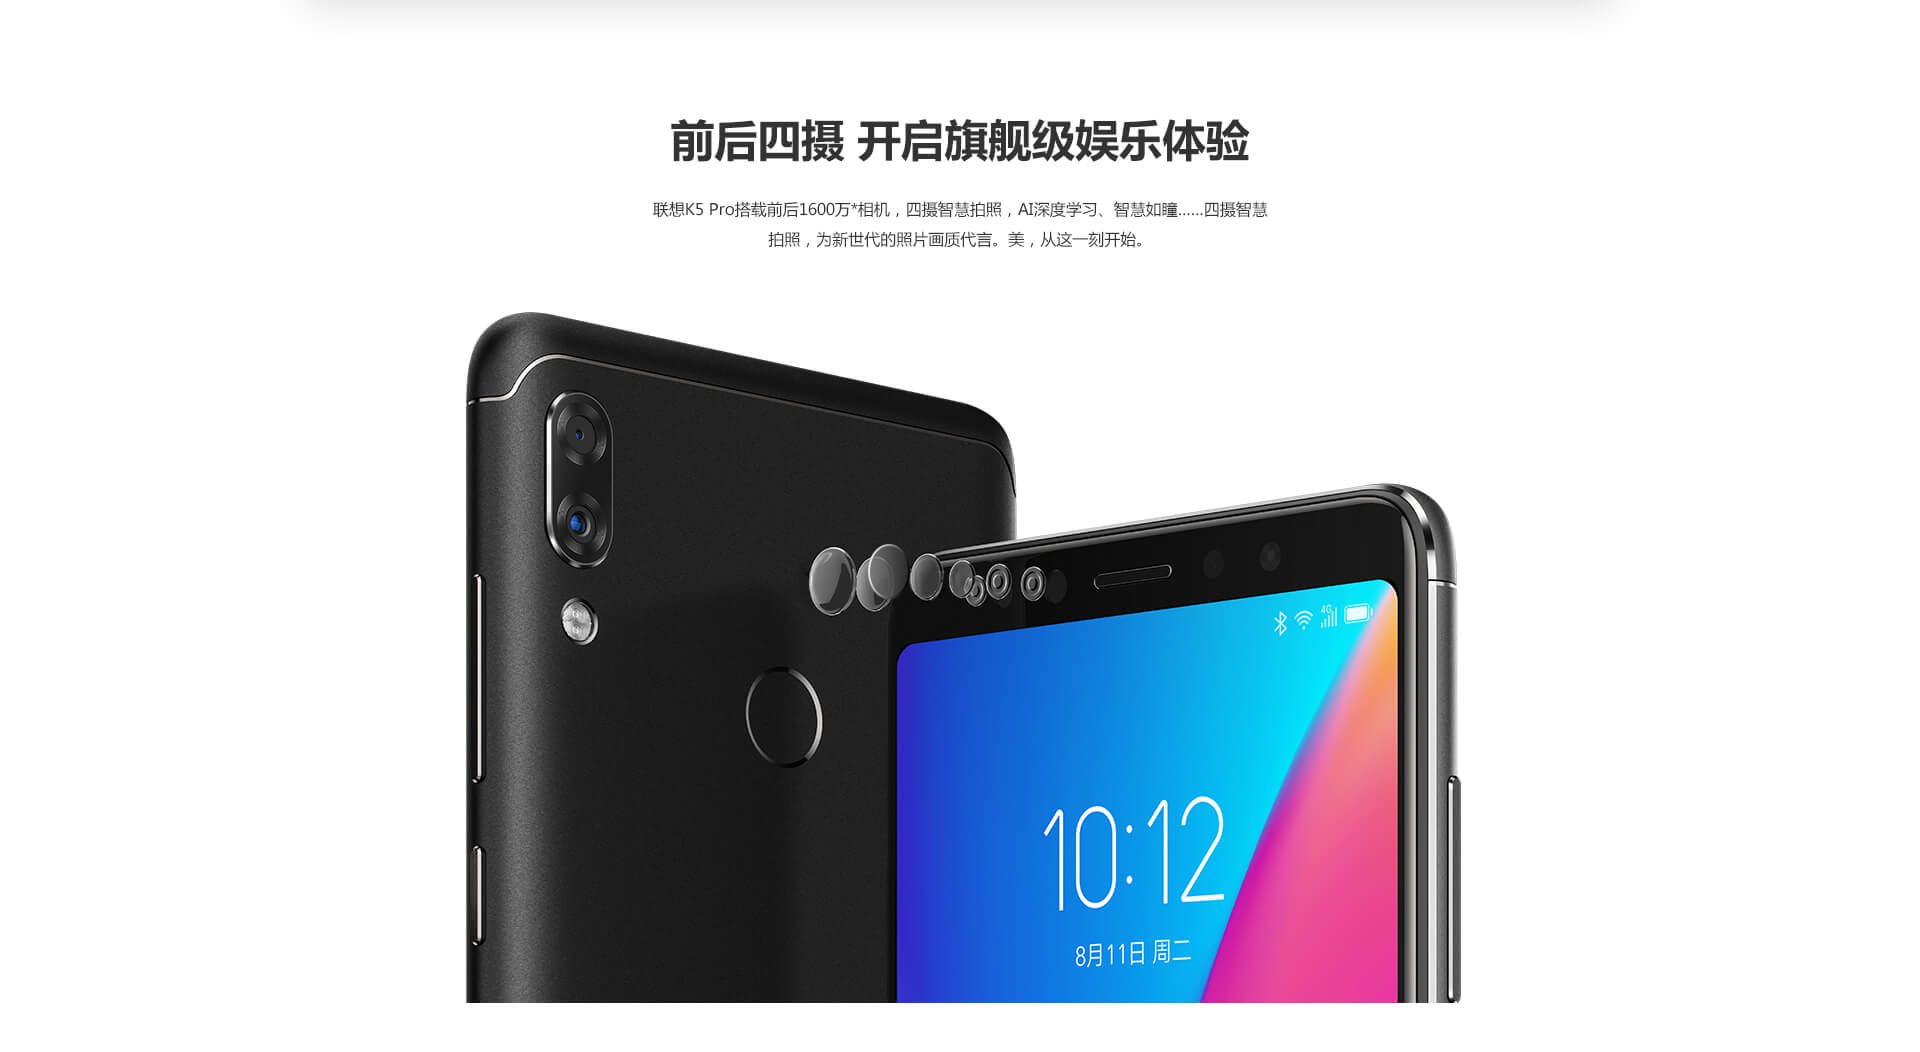 前后四摄 开启旗舰级娱乐体验
联想K5 Pro搭载前后1600万*相机，四摄智慧拍照，AI深度学习、智慧如瞳......四摄智慧
拍照，为新世代的照片画质代言。美，从这一刻开始。
4G
10:12
8月11日 周二